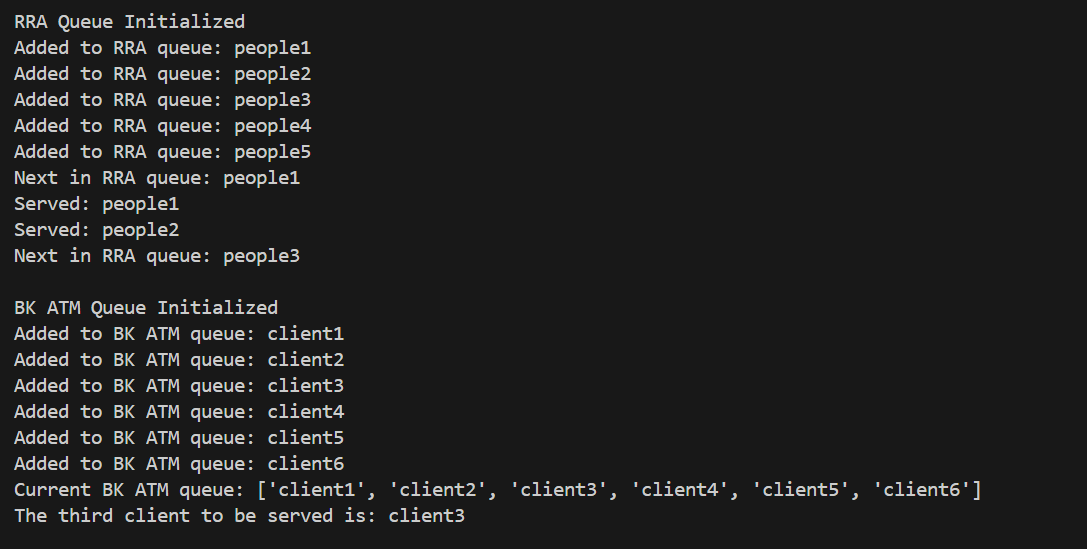 RRA Queue Initialized
Added to RRA queue: people1
Added to RRA queue: people2
Added to RRA queue: people3
Added to RRA queue: people4
Added to RRA queue: people5
Next in RRA queue: people1
Served: people1
Served: people2
Next in RRA queue: people3
BK ATM Queue Initialized
Added to BK ATM queue: client1
Added to BK ATM queue: client2
Added to BK ATM queue: client3
Added to BK ATM queue: client4
Added to BK ATM queue: client5
Added to BK ATM queue: client6
Current BK ATM queue: ['client1', 'client2', 'client3', 'client4', 'client5', 'client6']
The third client to be served is: client3